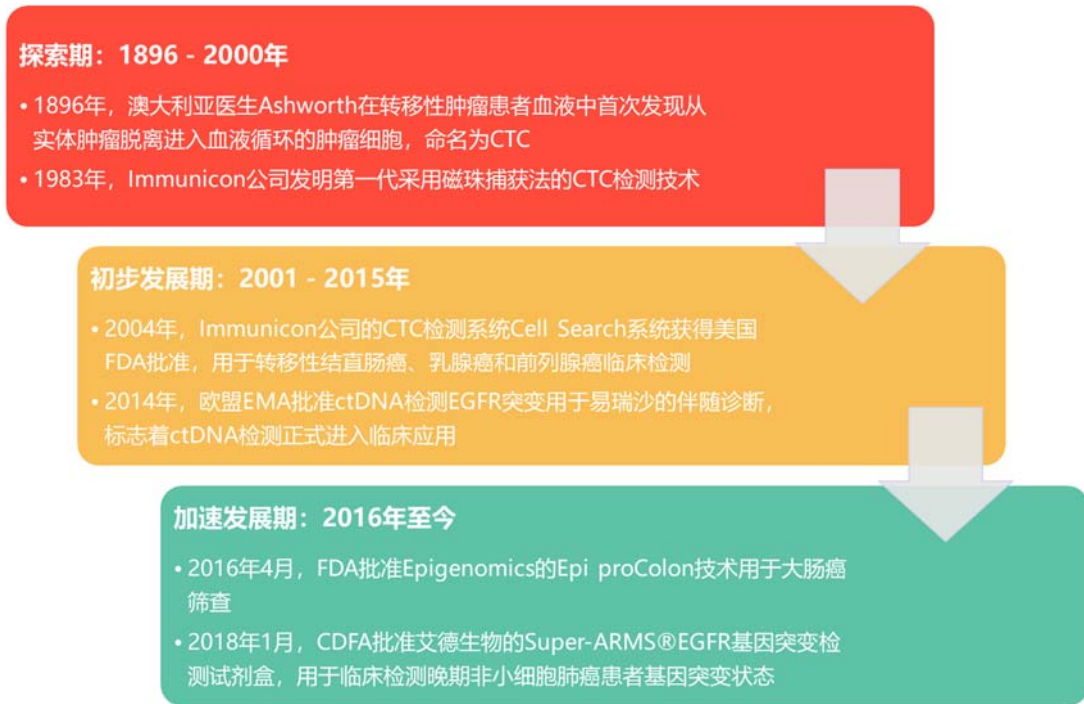 探索期：1896 - 2000年
• 1896年，澳大利亚医生Ashworth在转移性肿瘤患者血液中首次发现从
实体肿瘤脱离进入血液循环的肿瘤细胞，命名为CTC
• 1983年，Immunicon公司发明第一代采用磁珠捕获法的CTC检测技术
初步发展期：2001 - 2015年
• 2004年，Immunicon公司的CTC检测系统Cell Search系统获得美国
FDA批准，用于转移性结直肠癌、乳腺癌和前列腺癌临床检测
• 2014年，欧盟EMA批准ctDNA检测EGFR突变用于易瑞沙的伴随诊断，
标志着ctDNA检测正式进入临床应用
加速发展期：2016年至今
• 2016年4月，FDA批准Epigenomics的Epi proColon技术用于大肠癌
筛查
• 2018年1月，CDFA批准艾德生物的Super-ARMS®EGFR基因突变检
测试剂盒，用于临床检测晚期非小细胞肺癌患者基因突变状态